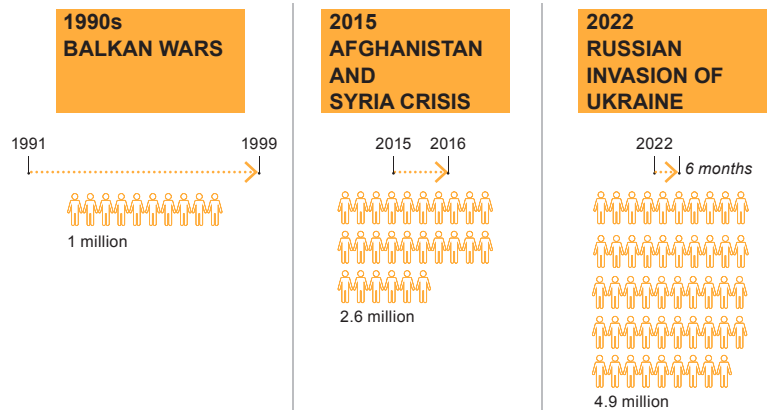 1990s
BALKAN WARS
1991
1999
1 million
2015
AFGHANISTAN
AND
SYRIA CRISIS
2015
2016
2.6 million
2022
RUSSIAN
INVASION OF
UKRAINE
2022
6 months
4.9 million